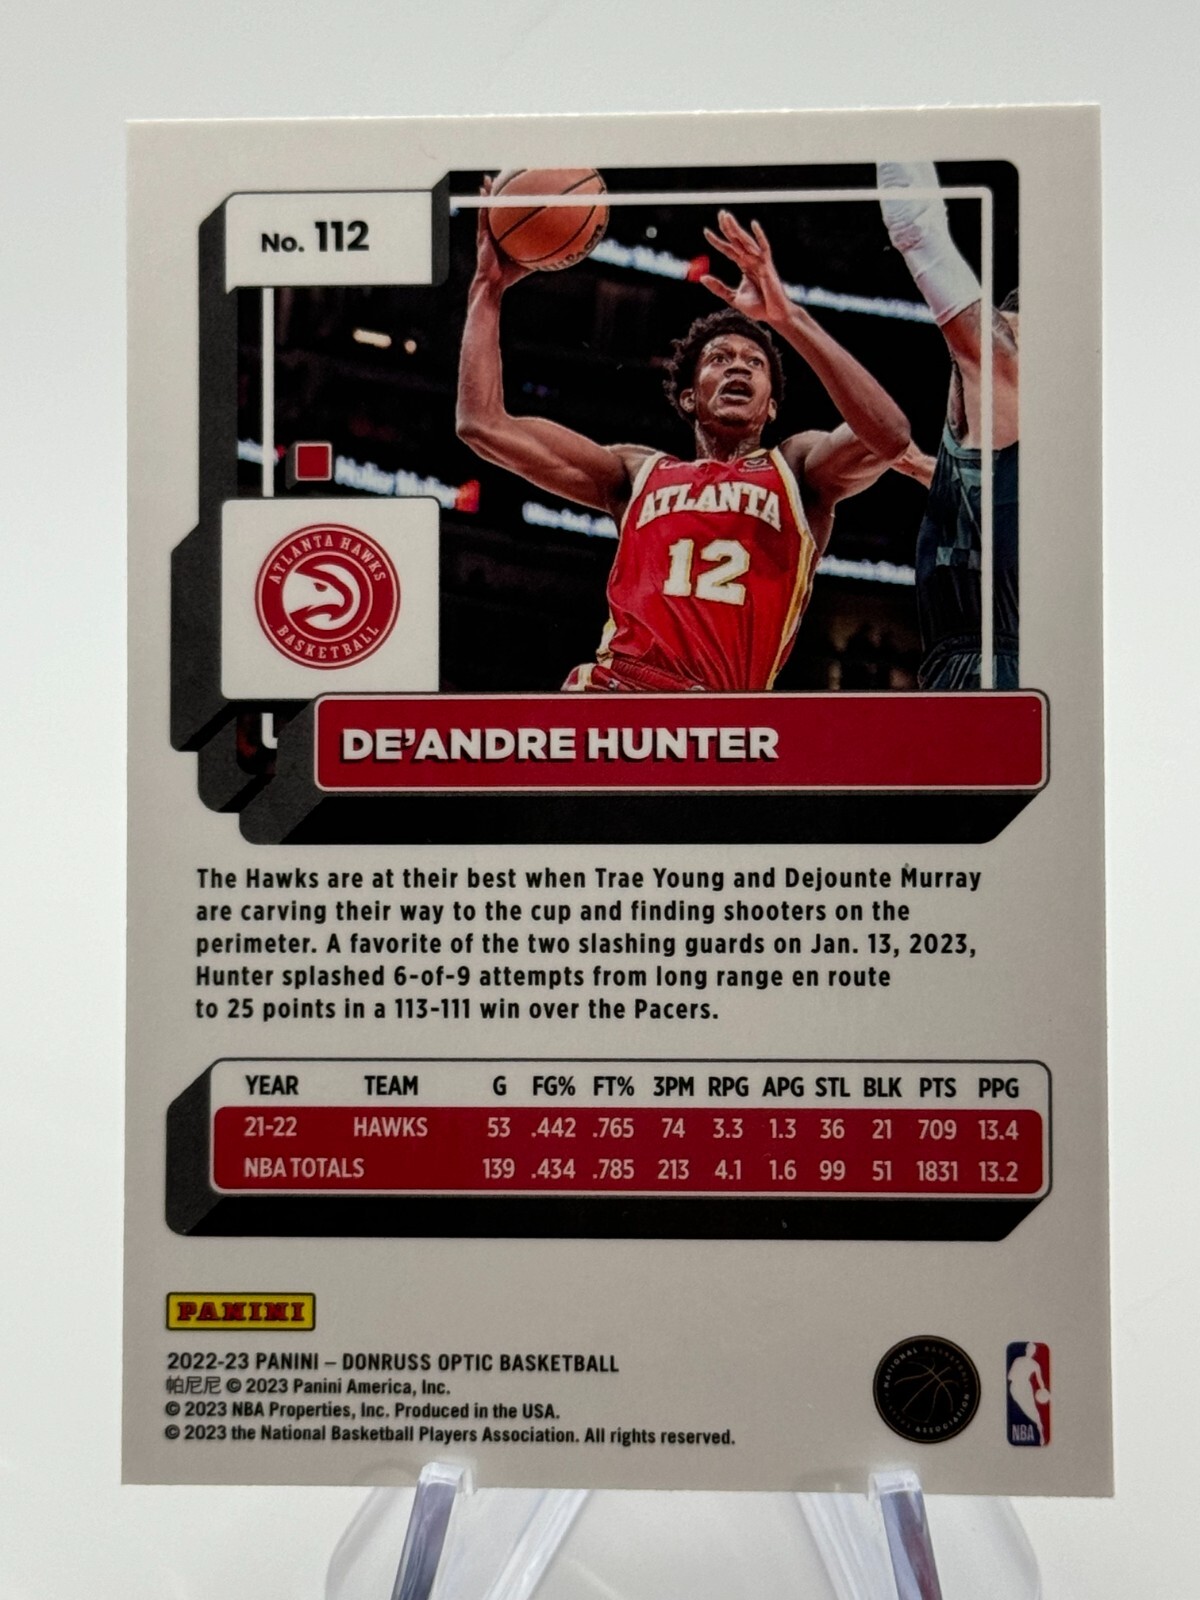 No. 112
ATLANTA
12
ATLANTA HAWKS
BASKETBALL
DE'ANDRE HUNTER
The Hawks are at their best when Trae Young and Dejounte Murray
are carving their way to the cup and finding shooters on the
perimeter. A favorite of the two slashing guards on Jan. 13, 2023,
Hunter splashed 6-of-9 attempts from long range en route
to 25 points in a 113-111 win over the Pacers.
YEAR TEAM G FG% FT% 3PM RPG APG STL BLK PTS PPG
21-22 HAWKS 53 .442 .765 74 3.3 1.3 36 21 709 13.4
NBA TOTALS 139 .434 .785 213 4.1 1.6 99 51 1831 13.2
PANINI
2022-23 PANINI – DONRUSS OPTIC BASKETBALL
帕尼尼 © 2023 Panini America, Inc.
© 2023 NBA Properties, Inc. Produced in the USA.
© 2023 the National Basketball Players Association. All rights reserved.
NATIONAL BASKETBALL
ASSOCIATION
NBA